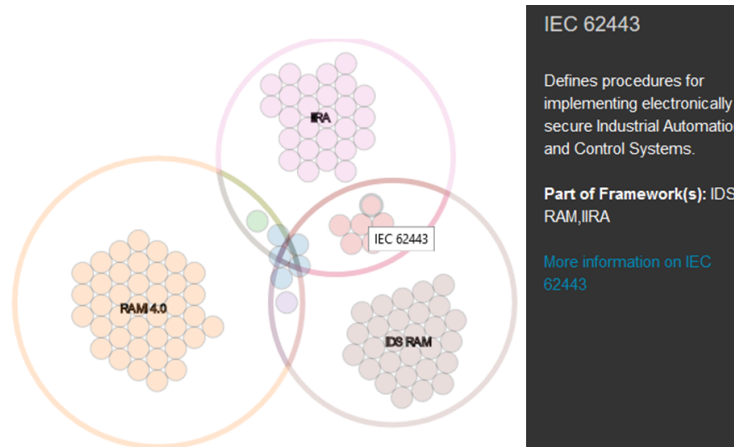 IIRA
IEC 62443
RAMI 4.0
IDS RAM
IEC 62443
Defines procedures for
implementing electronically
secure Industrial Automatio
and Control Systems.
Part of Framework(s): IDS
RAM,IIRA
More information on IEC
62443